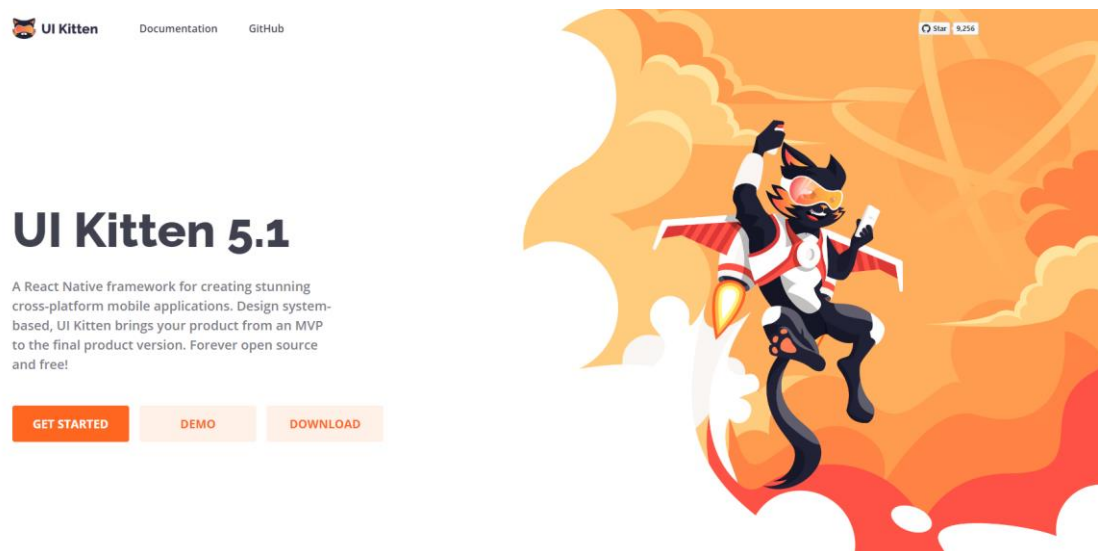 UI Kitten
Documentation
GitHub
Star
9,256
UI Kitten 5.1
A React Native framework for creating stunning
cross-platform mobile applications. Design system-
based, UI Kitten brings your product from an MVP
to the final product version. Forever open source
and free!
GET STARTED
DEMO
DOWNLOAD